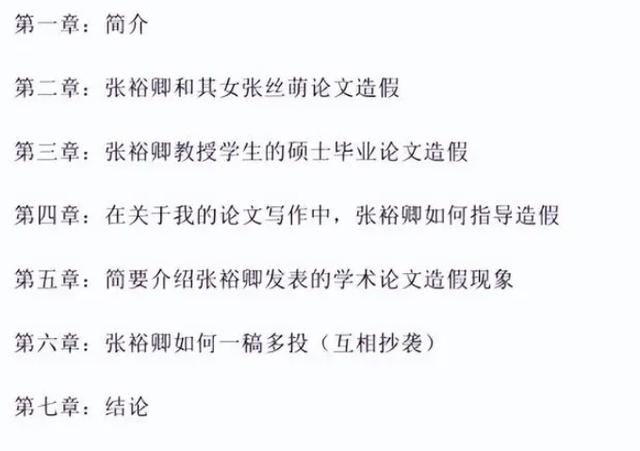 第一章：简介
第二章：张裕卿和其女张丝萌论文造假
第三章：张裕卿教授学生的硕士毕业论文造假
第四章：在关于我的论文写作中，张裕卿如何指导造假
第五章：简要介绍张裕卿发表的学术论文造假现象
第六章：张裕卿如何一稿多投（互相抄袭）
第七章：结论